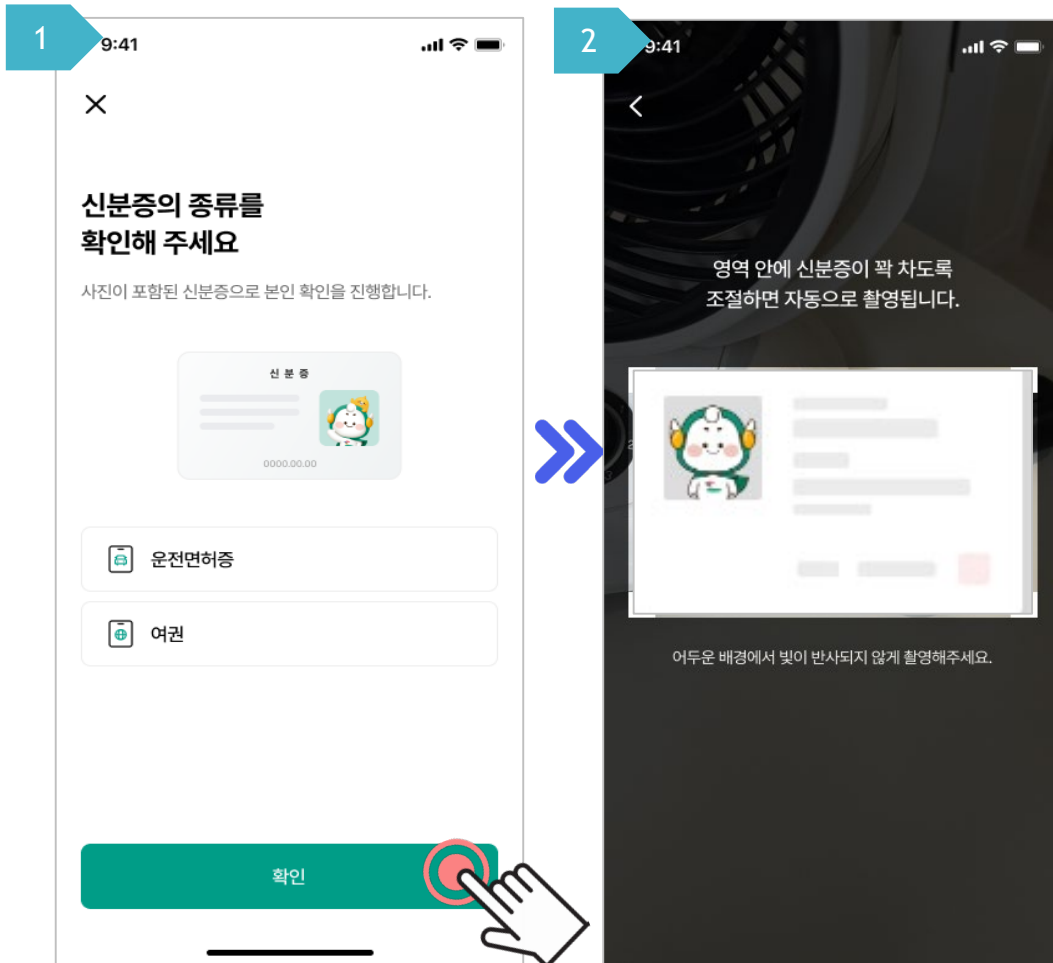 1
9:41
신분증의 종류를
확인해 주세요
사진이 포함된 신분증으로 본인 확인을 진행합니다.
신 분 증
0000.00.00
운전면허증
여권
확인
2
9:41
영역 안에 신분증이 꽉 차도록
조절하면 자동으로 촬영됩니다.
어두운 배경에서 빛이 반사되지 않게 촬영해주세요.